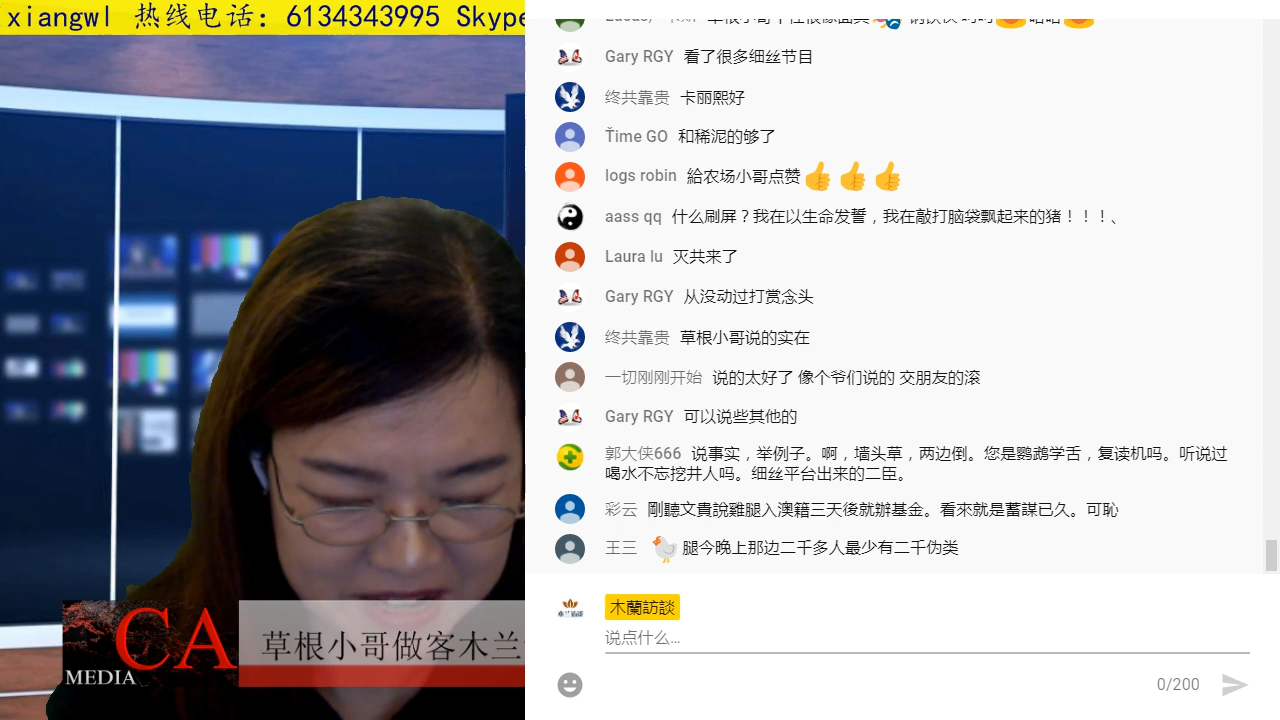 xiangwl 热线电话：6134343995 Skype
Gary RGY 看了很多细丝节目
终共靠贵 卡丽熙好
Ťime GO 和稀泥的够了
logs robin 給农场小哥点赞
aass qq 什么刷屏？我在以生命发誓，我在敲打脑袋飘起来的猪！！！、
Laura lu 灭共来了
Gary RGY 从没动过打赏念头
终共靠贵 草根小哥说的实在
一切刚刚开始 说的太好了 像个爷们说的 交朋友的滚
Gary RGY 可以说些其他的
郭大侠666 说事实，举例子。啊，墙头草，两边倒。您是鹦鹉学舌，复读机吗。听说过
喝水不忘挖井人吗。细丝平台出来的二臣。
彩云 剛聽文貴說雞腿入澳籍三天後就辦基金。看來就是蓄謀已久。可恥
王三 腿今晚上那边二千多人最少有二千伪类
木蘭訪談
说点什么...
0/200
CA
MEDIA
草根小哥做客木兰